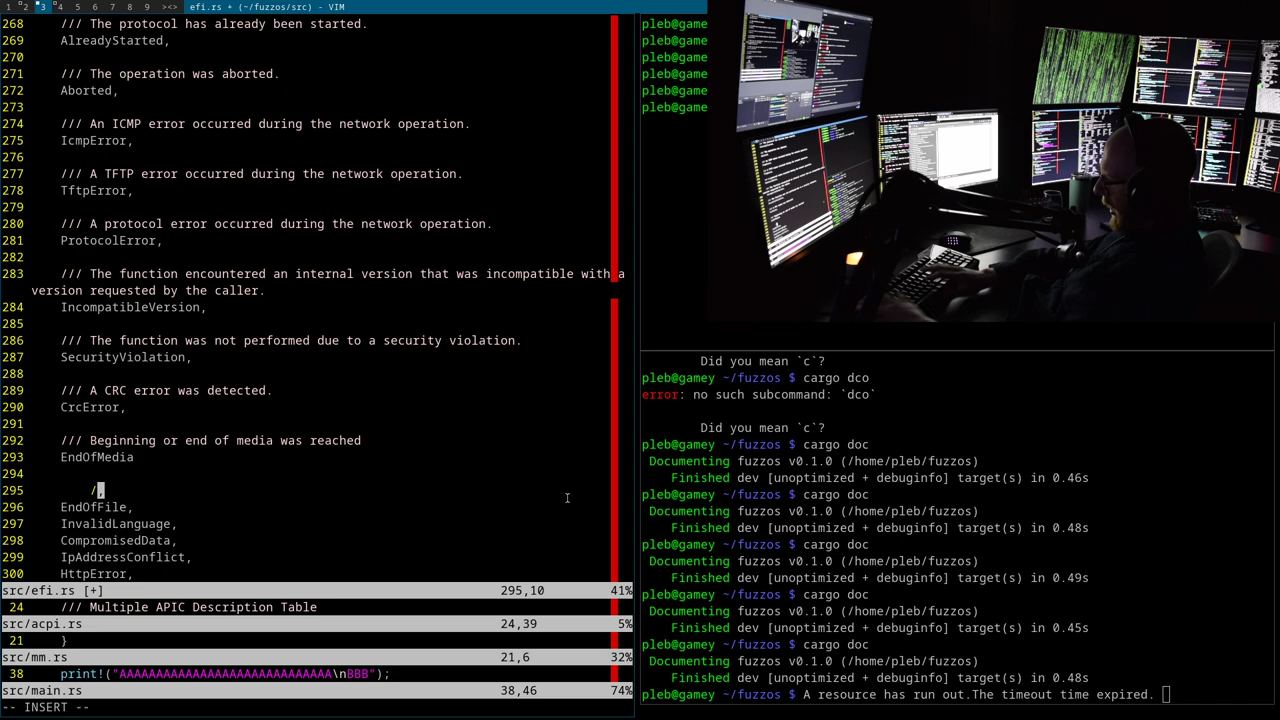 1 2 3 4 5 6 7 8 9 ><> efi.rs + (~/fuzzos/src) - VIM
268 /// The protocol has already been started.
269 AlreadyStarted,
270
271 /// The operation was aborted.
272 Aborted,
273
274 /// An ICMP error occurred during the network operation.
275 IcmpError,
276
277 /// A TFTP error occurred during the network operation.
278 TftpError,
279
280 /// A protocol error occurred during the network operation.
281 ProtocolError,
282
283 /// The function encountered an internal version that was incompatible with a
version requested by the caller.
284 IncompatibleVersion,
285
286 /// The function was not performed due to a security violation.
287 SecurityViolation,
288
289 /// A CRC error was detected.
290 CrcError,
291
292 /// Beginning or end of media was reached
293 EndOfMedia
294
295 /,
296 EndOfFile,
297 InvalidLanguage,
298 CompromisedData,
299 IpAddressConflict,
300 HttpError,
src/efi.rs [+] 295,10 41%
24 /// Multiple APIC Description Table
src/acpi.rs 24,39 5%
21 }
src/mm.rs 21,6 32%
38 print!("AAAAAAAAAAAAAAAAAAAAAAAAAAAAA\nBBB");
src/main.rs 38,46 74%
-- INSERT --
pleb@game
pleb@game
pleb@game
pleb@game
pleb@game
pleb@game
Did you mean `c`?
pleb@gamey ~/fuzzos $ cargo dco
error: no such subcommand: `dco`
Did you mean `c`?
pleb@gamey ~/fuzzos $ cargo doc
Documenting fuzzos v0.1.0 (/home/pleb/fuzzos)
Finished dev [unoptimized + debuginfo] target(s) in 0.46s
pleb@gamey ~/fuzzos $ cargo doc
Documenting fuzzos v0.1.0 (/home/pleb/fuzzos)
Finished dev [unoptimized + debuginfo] target(s) in 0.48s
pleb@gamey ~/fuzzos $ cargo doc
Documenting fuzzos v0.1.0 (/home/pleb/fuzzos)
Finished dev [unoptimized + debuginfo] target(s) in 0.49s
pleb@gamey ~/fuzzos $ cargo doc
Documenting fuzzos v0.1.0 (/home/pleb/fuzzos)
Finished dev [unoptimized + debuginfo] target(s) in 0.45s
pleb@gamey ~/fuzzos $ cargo doc
Documenting fuzzos v0.1.0 (/home/pleb/fuzzos)
Finished dev [unoptimized + debuginfo] target(s) in 0.48s
pleb@gamey ~/fuzzos $ A resource has run out.The timeout time expired.